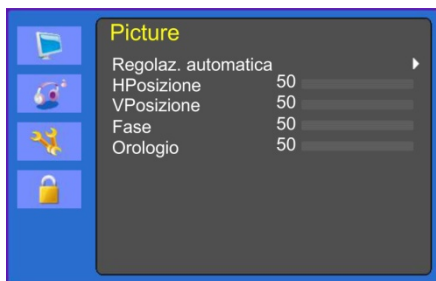 Picture
Regolaz. automatica
HPosizione 50
VPosizione 50
Fase 50
Orologio 50